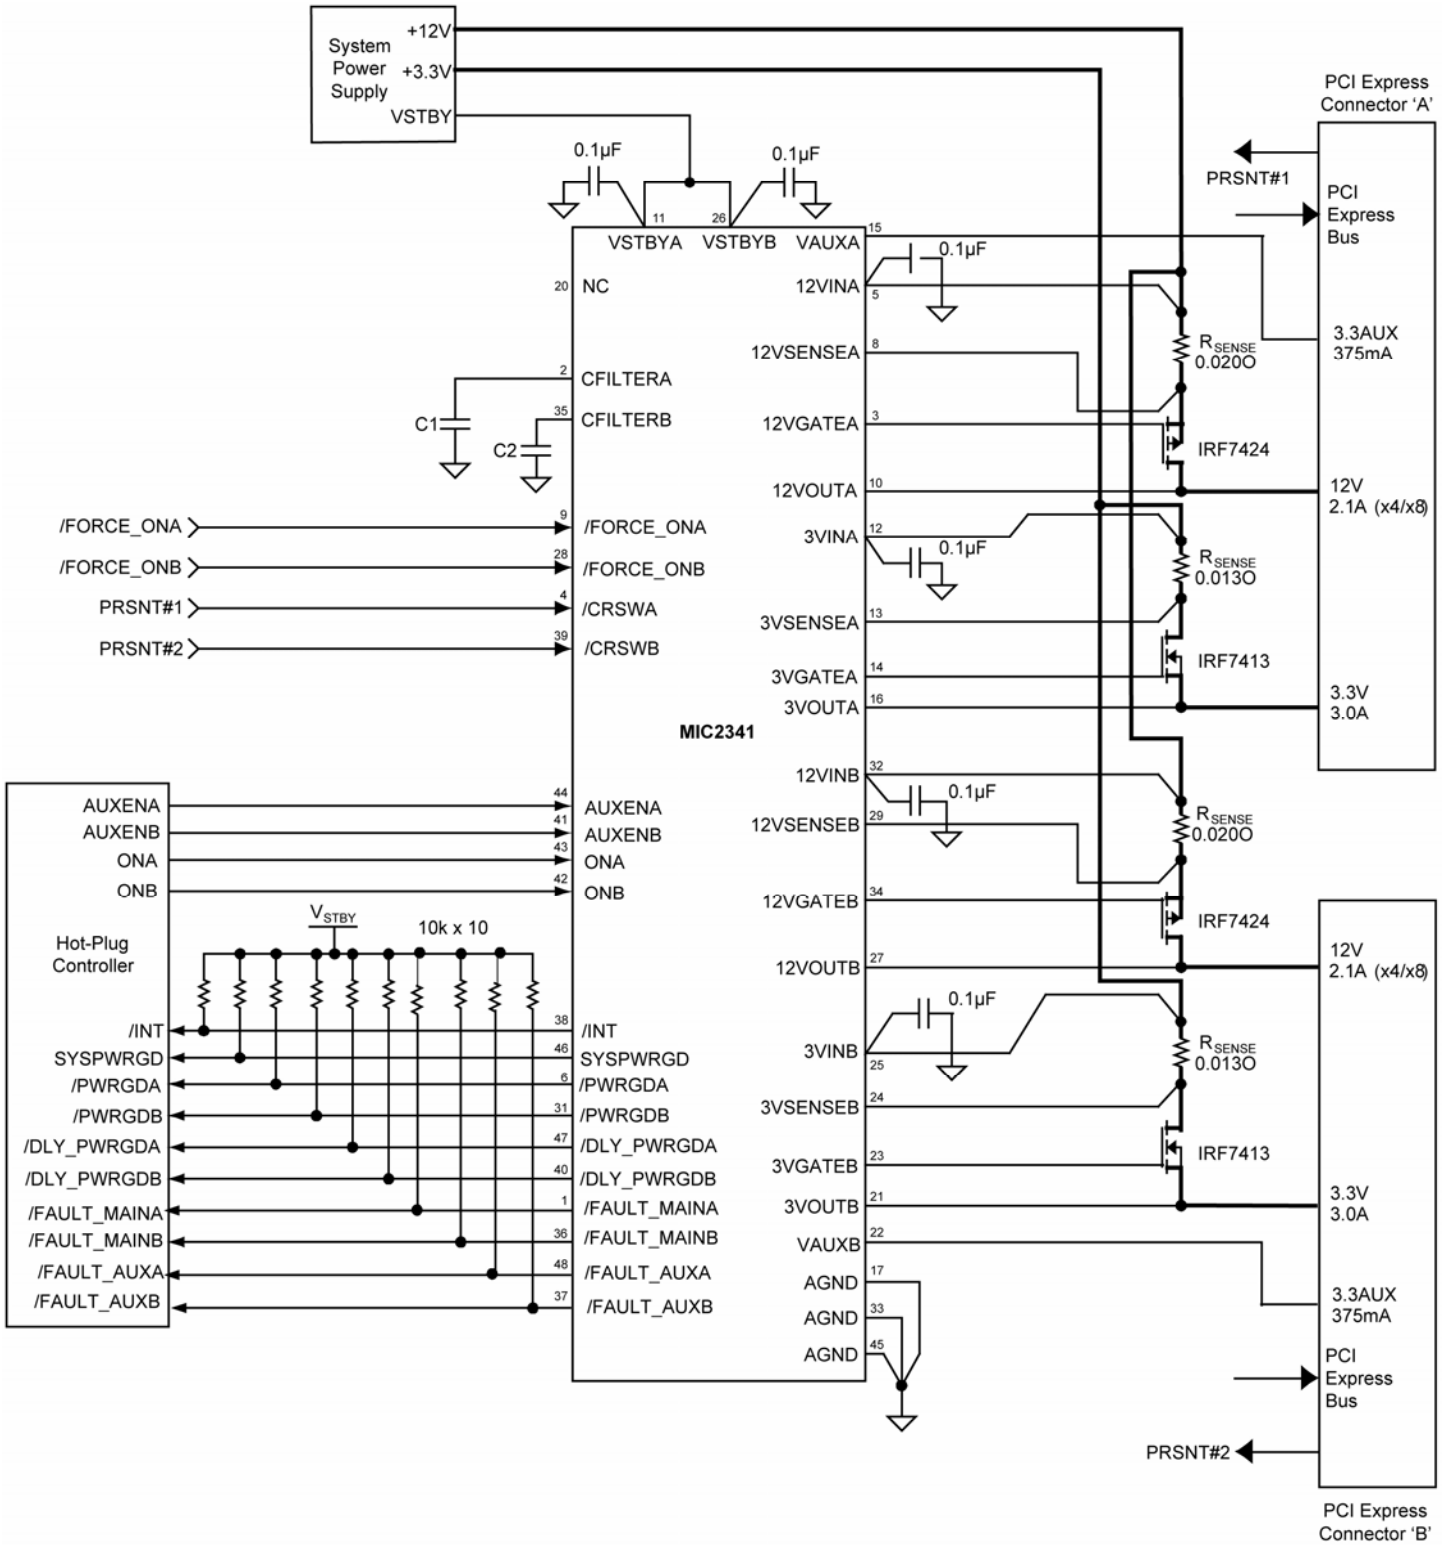 System
Power
Supply
+12V
+3.3V
VSTBY
PCI Express
Connector 'A'
PRSNT#1
PCI
Express
Bus
3.3AUX
375mA
12V
2.1A (x4/x8)
3.3V
3.0A
0.1µF
0.1µF
11
26
VSTBYA
VSTBYB
20
NC
2
CFILTERA
35
CFILTERB
C1
C2
/FORCE_ONA
9
/FORCE_ONA
/FORCE_ONB
28
/FORCE_ONB
PRSNT#1
4
/CRSWA
PRSNT#2
39
/CRSWB
MIC2341
AUXENA
44
AUXENA
AUXENB
41
AUXENB
ONA
43
ONA
ONB
42
ONB
Hot-Plug
Controller
VSTBY
10k x 10
/INT
38
/INT
SYSPWRGD
46
SYSPWRGD
/PWRGDA
6
/PWRGDA
/PWRGDB
31
/PWRGDB
/DLY_PWRGDA
47
/DLY_PWRGDA
/DLY_PWRGDB
40
/DLY_PWRGDB
/FAULT_MAINA
1
/FAULT_MAINA
/FAULT_MAINB
36
/FAULT_MAINB
/FAULT_AUXA
48
/FAULT_AUXA
/FAULT_AUXB
37
/FAULT_AUXB
VAUXA
15
0.1µF
12VINA
5
12VSENSEA
8
RSENSE
0.020O
12VGATEA
3
IRF7424
12VOUTA
10
3VINA
12
0.1µF
RSENSE
0.013O
3VSENSEA
13
3VGATEA
14
IRF7413
3VOUTA
16
12VINB
32
0.1µF
12VSENSEB
29
RSENSE
0.020O
12VGATEB
34
IRF7424
12VOUTB
27
0.1µF
3VINB
25
RSENSE
0.013O
3VSENSEB
24
3VGATEB
23
IRF7413
3VOUTB
21
VAUXB
22
AGND
17
AGND
33
AGND
45
12V
2.1A (x4/x8)
3.3V
3.0A
3.3AUX
375mA
PCI
Express
Bus
PRSNT#2
PCI Express
Connector 'B'